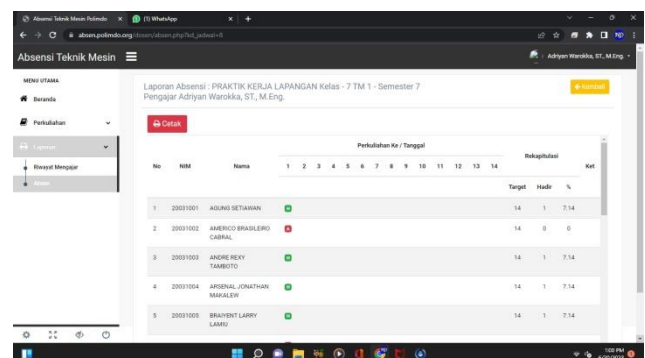 Absensi Teknik Mesin Polimdo
(1) WhatsApp
absen.polimdo.org/dosen/absen.php?kd_jadwal=8
Absensi Teknik Mesin
Adriyan Warokka, ST., M.Eng.
MENU UTAMA
Beranda
Perkuliahan
Laporan
Riwayat Mengajar
Absen
Laporan Absensi : PRAKTIK KERJA LAPANGAN Kelas - 7 TM 1 - Semester 7
Pengajar Adriyan Warokka, ST., M.Eng.
Kembali
Cetak
No NIM Nama Perkuliahan Ke / Tanggal Rekapitulasi Ket
1 2 3 4 5 6 7 8 9 10 11 12 13 14
Target Hadir %
1 20031001 AGUNG SETIAWAN H 14 1 7.14
2 20031002 AMERICO BRASILEIRO CABRAL A 14 0 0
3 20031003 ANDRE REXY TAMBOTO H 14 1 7.14
4 20031004 ARSENAL JONATHAN MAKALEW H 14 1 7.14
5 20031005 BRAIYENT LARRY LAMIU H 14 1 7.14
1:00 PM